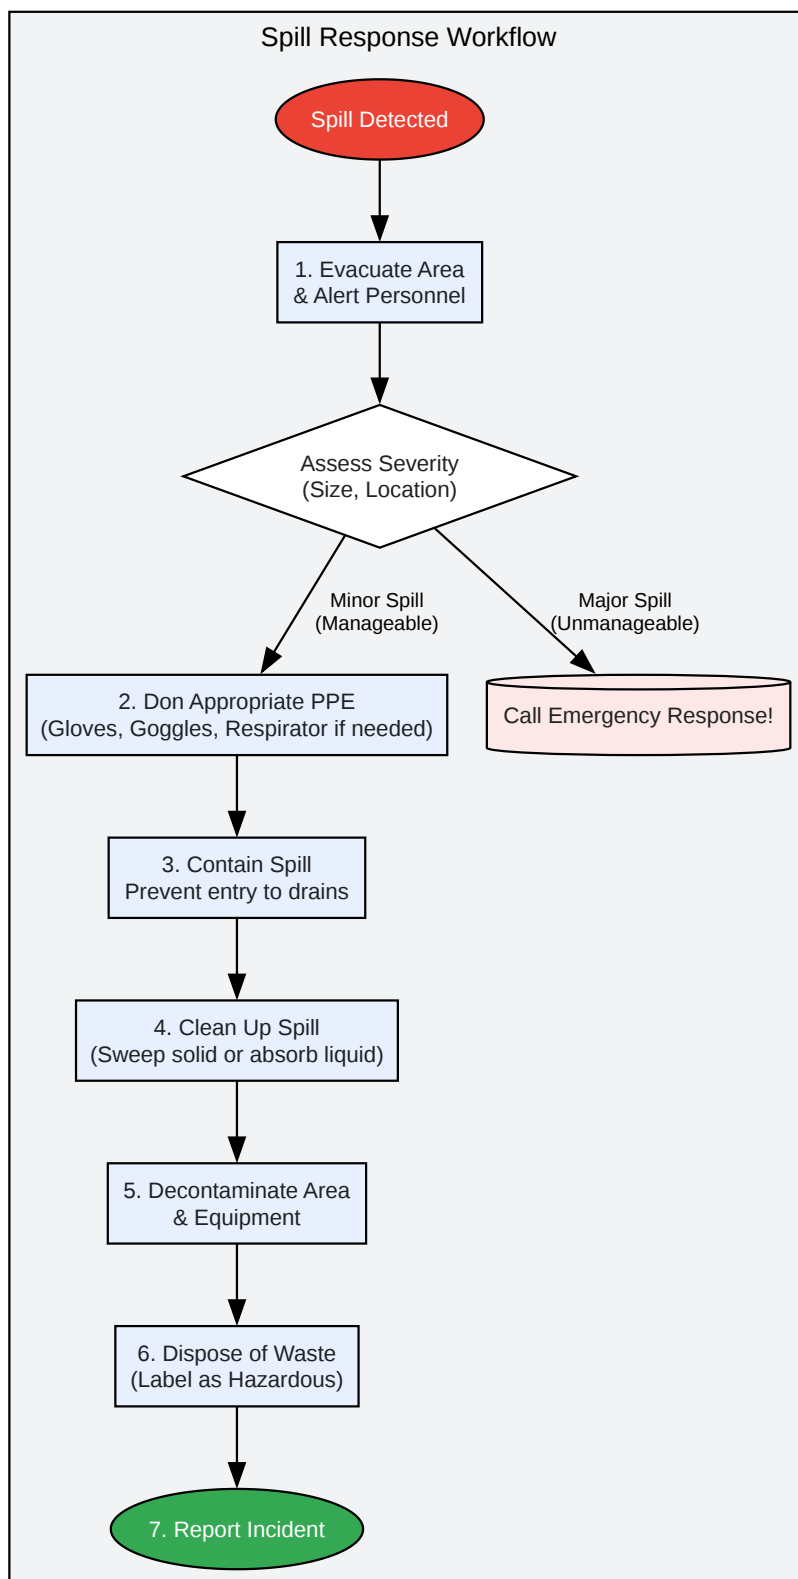 Spill Response Workflow
Spill Detected
1. Evacuate Area
& Alert Personnel
Assess Severity
(Size, Location)
Minor Spill
(Manageable)
Major Spill
(Unmanageable)
2. Don Appropriate PPE
(Gloves, Goggles, Respirator if needed)
Call Emergency Response!
3. Contain Spill
Prevent entry to drains
4. Clean Up Spill
(Sweep solid or absorb liquid)
5. Decontaminate Area
& Equipment
6. Dispose of Waste
(Label as Hazardous)
7. Report Incident